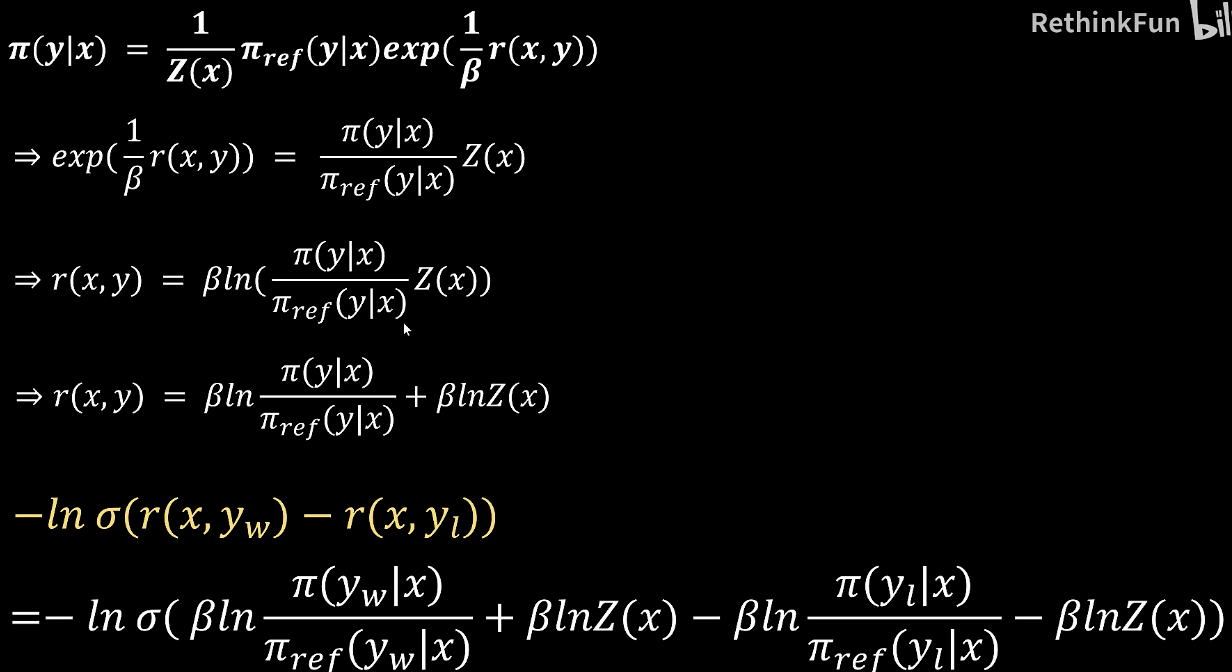 RethinkFun bili
π(y|x) = 1/Z(x) π_ref(y|x)exp(1/β r(x, y))
⇒ exp(1/β r(x, y)) = π(y|x)/π_ref(y|x) Z(x)
⇒ r(x, y) = βln(π(y|x)/π_ref(y|x) Z(x))
⇒ r(x, y) = βln π(y|x)/π_ref(y|x) + βlnZ(x)
−ln σ(r(x, y_w) − r(x, y_l))
=− ln σ( βln π(y_w|x)/π_ref(y_w|x) + βlnZ(x) − βln π(y_l|x)/π_ref(y_l|x) − βlnZ(x))